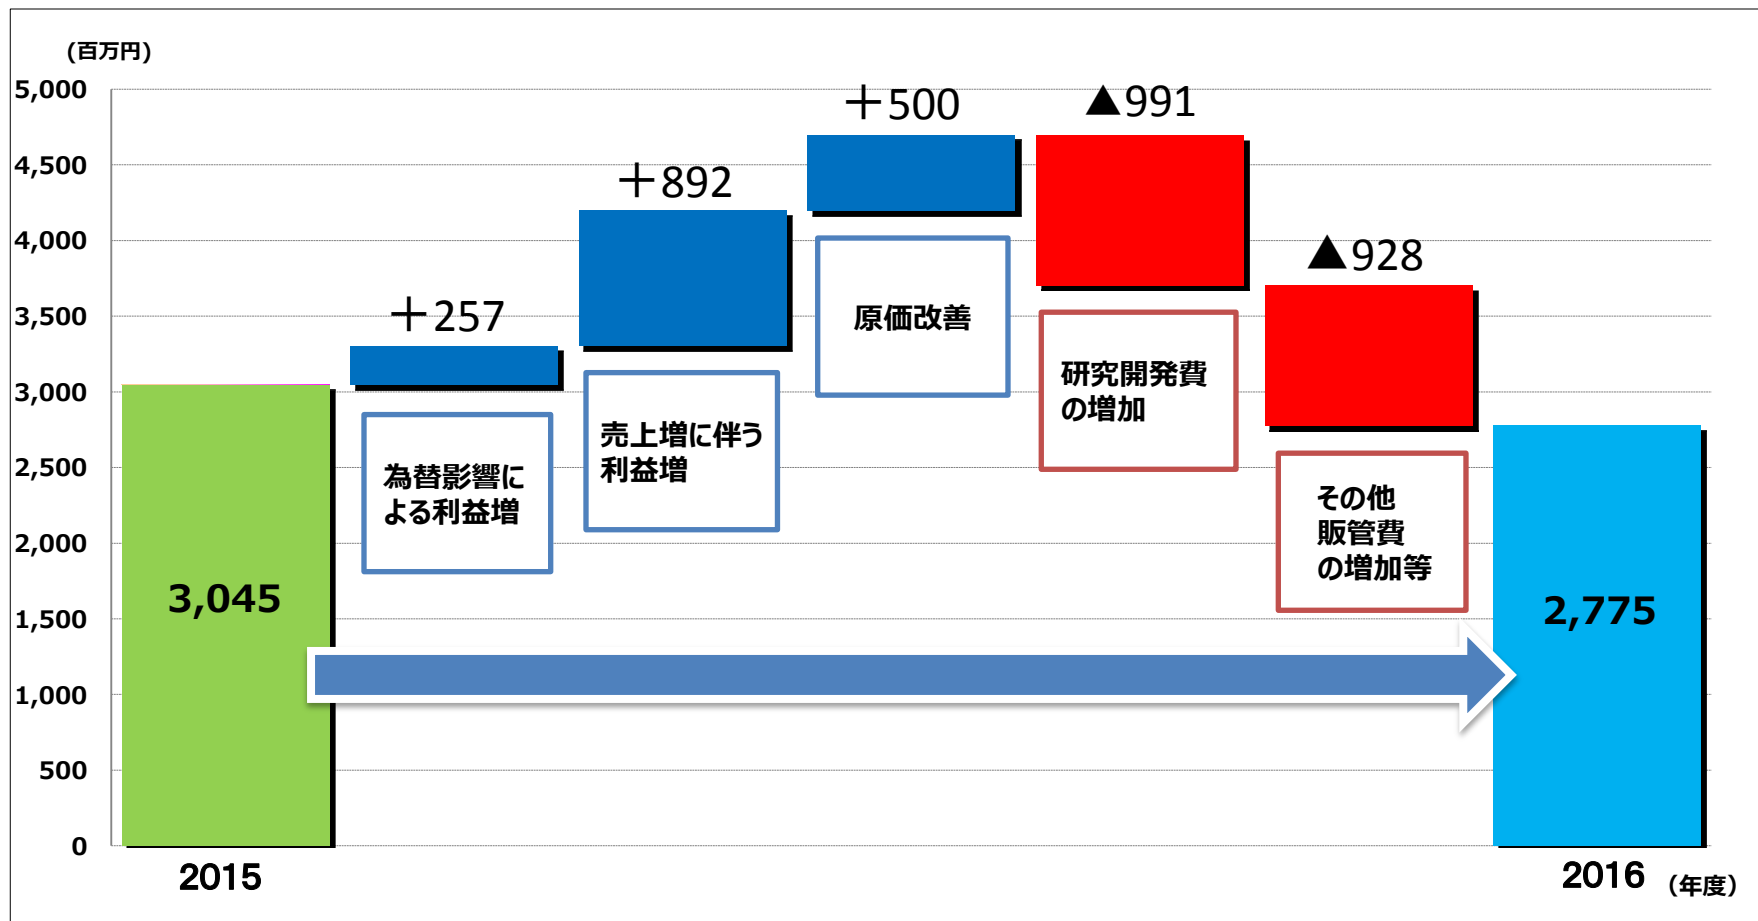 (百万円)
5,000
4,500
4,000
3,500
3,000
2,500
2,000
1,500
1,000
500
0
3,045
2015
+257
為替影響に
よる利益増
+892
売上増に伴う
利益増
+500
原価改善
▲991
研究開発費
の増加
▲928
その他
販管費
の増加等
2,775
2016
(年度)